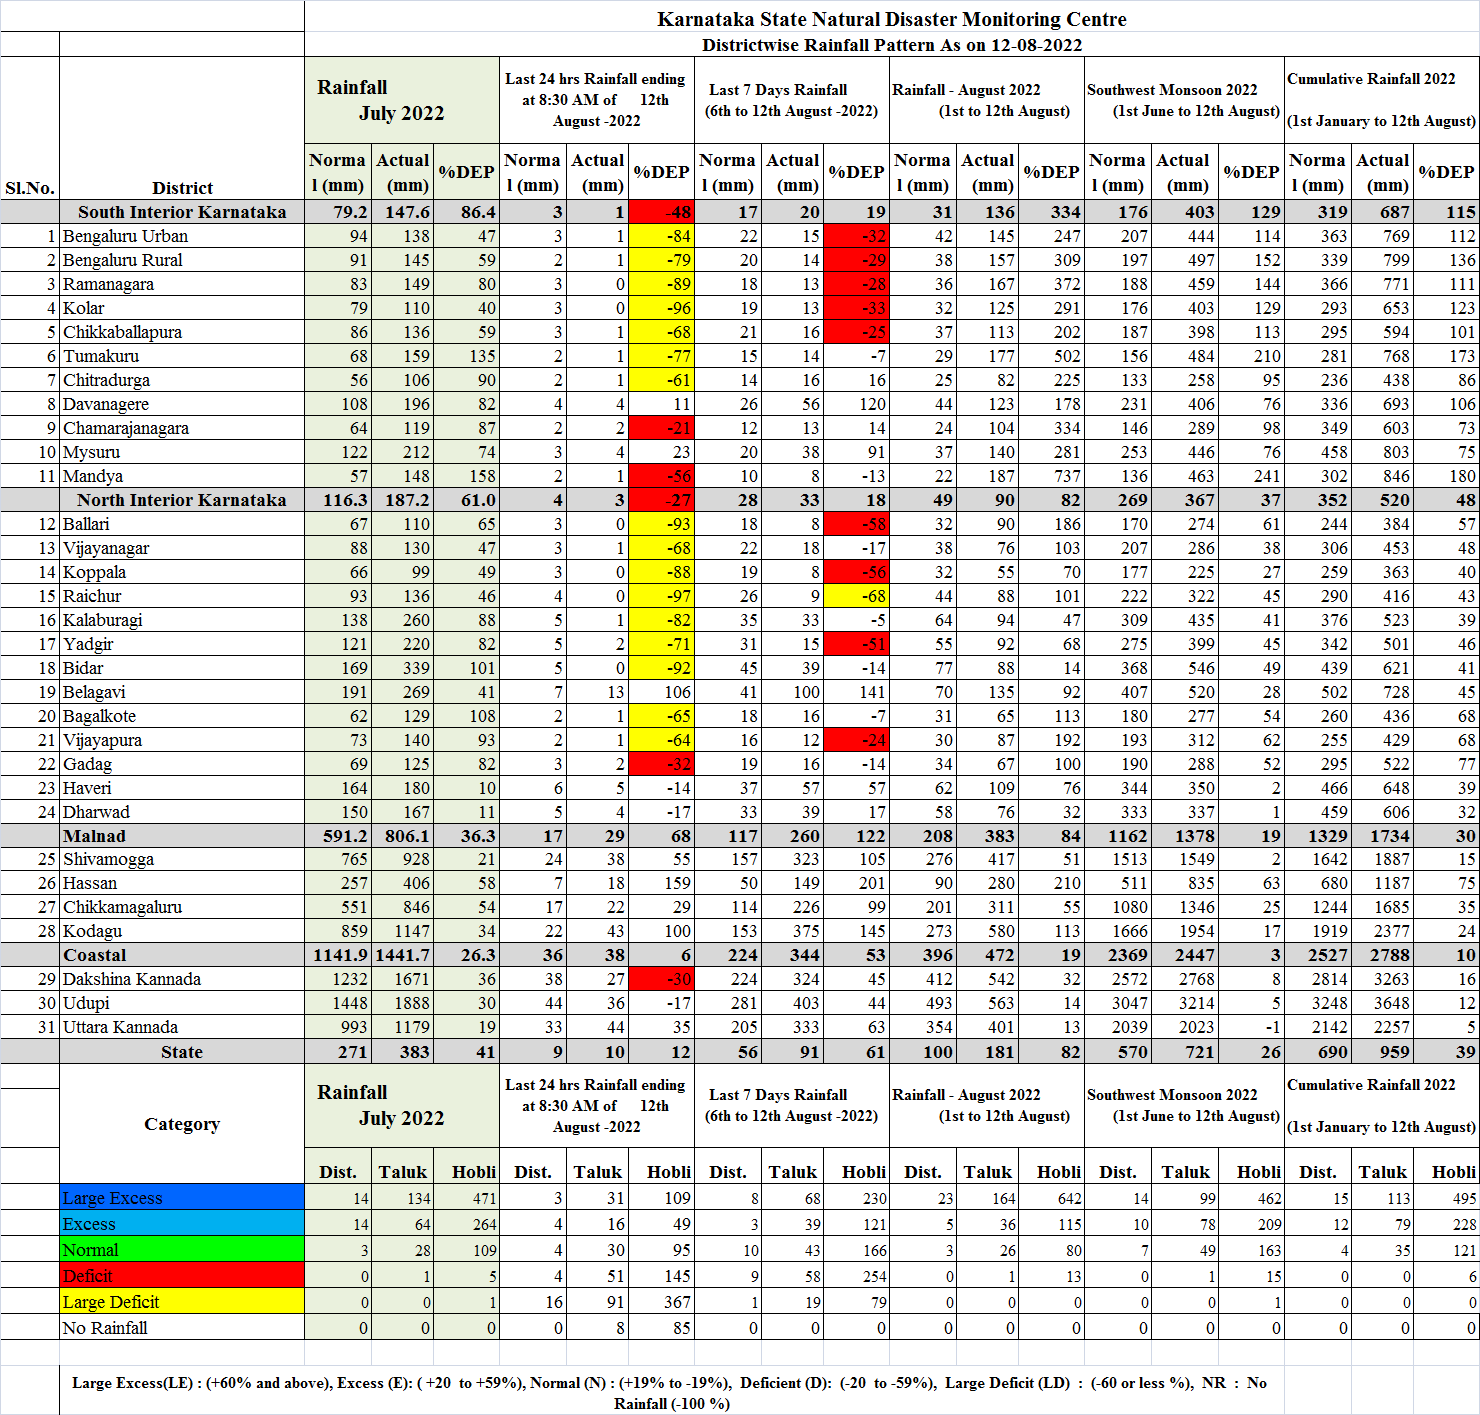 Karnataka State Natural Disaster Monitoring Centre
Districtwise Rainfall Pattern As on 12-08-2022
Sl.No. District Rainfall July 2022 Last 24 hrs Rainfall ending at 8:30 AM of 12th August -2022 Last 7 Days Rainfall (6th to 12th August -2022) Rainfall - August 2022 (1st to 12th August) Southwest Monsoon 2022 (1st June to 12th August) Cumulative Rainfall 2022 (1st January to 12th August)
Normal (mm) Actual (mm) %DEP Normal (mm) Actual (mm) %DEP Normal (mm) Actual (mm) %DEP Normal (mm) Actual (mm) %DEP Normal (mm) Actual (mm) %DEP Normal (mm) Actual (mm) %DEP
South Interior Karnataka 79.2 147.6 86.4 3 1 -48 17 20 19 31 136 334 176 403 129 319 687 115
1 Bengaluru Urban 94 138 47 3 1 -84 22 15 -32 42 145 247 207 444 114 363 769 112
2 Bengaluru Rural 91 145 59 2 1 -79 20 14 -29 38 157 309 197 497 152 339 799 136
3 Ramanagara 83 149 80 3 0 -89 18 13 -28 36 167 372 188 459 144 366 771 111
4 Kolar 79 110 40 3 0 -96 19 13 -33 32 125 291 176 403 129 293 653 123
5 Chikkaballapura 86 136 59 3 1 -68 21 16 -25 37 113 202 187 398 113 295 594 101
6 Tumakuru 68 159 135 2 1 -77 15 14 -7 29 177 502 156 484 210 281 768 173
7 Chitradurga 56 106 90 2 1 -61 14 16 16 25 82 225 133 258 95 236 438 86
8 Davanagere 108 196 82 4 4 11 26 56 120 44 123 178 231 406 76 336 693 106
9 Chamarajanagara 64 119 87 2 2 -21 12 13 14 24 104 334 146 289 98 349 603 73
10 Mysuru 122 212 74 3 4 23 20 38 91 37 140 281 253 446 76 458 803 75
11 Mandya 57 148 158 2 1 -56 10 8 -13 22 187 737 136 463 241 302 846 180
North Interior Karnataka 116.3 187.2 61.0 4 3 -27 28 33 18 49 90 82 269 367 37 352 520 48
12 Ballari 67 110 65 3 0 -93 18 8 -58 32 90 186 170 274 61 244 384 57
13 Vijayanagar 88 130 47 3 1 -68 22 18 -17 38 76 103 207 286 38 306 453 48
14 Koppala 66 99 49 3 0 -88 19 8 -56 32 55 70 177 225 27 259 363 40
15 Raichur 93 136 46 4 0 -97 26 9 -68 44 88 101 222 322 45 290 416 43
16 Kalaburagi 138 260 88 5 1 -82 35 33 -5 64 94 47 309 435 41 376 523 39
17 Yadgir 121 220 82 5 2 -71 31 15 -51 55 92 68 275 399 45 342 501 46
18 Bidar 169 339 101 5 0 -92 45 39 -14 77 88 14 368 546 49 439 621 41
19 Belagavi 191 269 41 7 13 106 41 100 141 70 135 92 407 520 28 502 728 45
20 Bagalkote 62 129 108 2 1 -65 18 16 -7 31 65 113 180 277 54 260 436 68
21 Vijayapura 73 140 93 2 1 -64 16 12 -24 30 87 192 193 312 62 255 429 68
22 Gadag 69 125 82 3 2 -32 19 16 -14 34 67 100 190 288 52 295 522 77
23 Haveri 164 180 10 6 5 -14 37 57 57 62 109 76 344 350 2 466 648 39
24 Dharwad 150 167 11 5 4 -17 33 39 17 58 76 32 333 337 1 459 606 32
Malnad 591.2 806.1 36.3 17 29 68 117 260 122 208 383 84 1162 1378 19 1329 1734 30
25 Shivamogga 765 928 21 24 38 55 157 323 105 276 417 51 1513 1549 2 1642 1887 15
26 Hassan 257 406 58 7 18 159 50 149 201 90 280 210 511 835 63 680 1187 75
27 Chikkamagaluru 551 846 54 17 22 29 114 226 99 201 311 55 1080 1346 25 1244 1685 35
28 Kodagu 859 1147 34 22 43 100 153 375 145 273 580 113 1666 1954 17 1919 2377 24
Coastal 1141.9 1441.7 26.3 36 38 6 224 344 53 396 472 19 2369 2447 3 2527 2788 10
29 Dakshina Kannada 1232 1671 36 38 27 -30 224 324 45 412 542 32 2572 2768 8 2814 3263 16
30 Udupi 1448 1888 30 44 36 -17 281 403 44 493 563 14 3047 3214 5 3248 3648 12
31 Uttara Kannada 993 1179 19 33 44 35 205 333 63 354 401 13 2039 2023 -1 2142 2257 5
State 271 383 41 9 10 12 56 91 61 100 181 82 570 721 26 690 959 39
Category Rainfall July 2022 Last 24 hrs Rainfall ending at 8:30 AM of 12th August -2022 Last 7 Days Rainfall (6th to 12th August -2022) Rainfall - August 2022 (1st to 12th August) Southwest Monsoon 2022 (1st June to 12th August) Cumulative Rainfall 2022 (1st January to 12th August)
Dist. Taluk Hobli Dist. Taluk Hobli Dist. Taluk Hobli Dist. Taluk Hobli Dist. Taluk Hobli Dist. Taluk Hobli
Large Excess 14 134 471 3 31 109 8 68 230 23 164 642 14 99 462 15 113 495
Excess 14 64 264 4 16 49 3 39 121 5 36 115 10 78 209 12 79 228
Normal 3 28 109 4 30 95 10 43 166 3 26 80 7 49 163 4 35 121
Deficit 0 1 5 4 51 145 9 58 254 0 1 13 0 1 15 0 0 6
Large Deficit 0 0 1 16 91 367 1 19 79 0 0 0 0 0 1 0 0 0
No Rainfall 0 0 0 0 8 85 0 0 0 0 0 0 0 0 0 0 0 0
Large Excess(LE) : (+60% and above), Excess (E): ( +20 to +59%), Normal (N) : (+19% to -19%), Deficient (D): (-20 to -59%), Large Deficit (LD) : (-60 or less %), NR : No
Rainfall (-100 %)